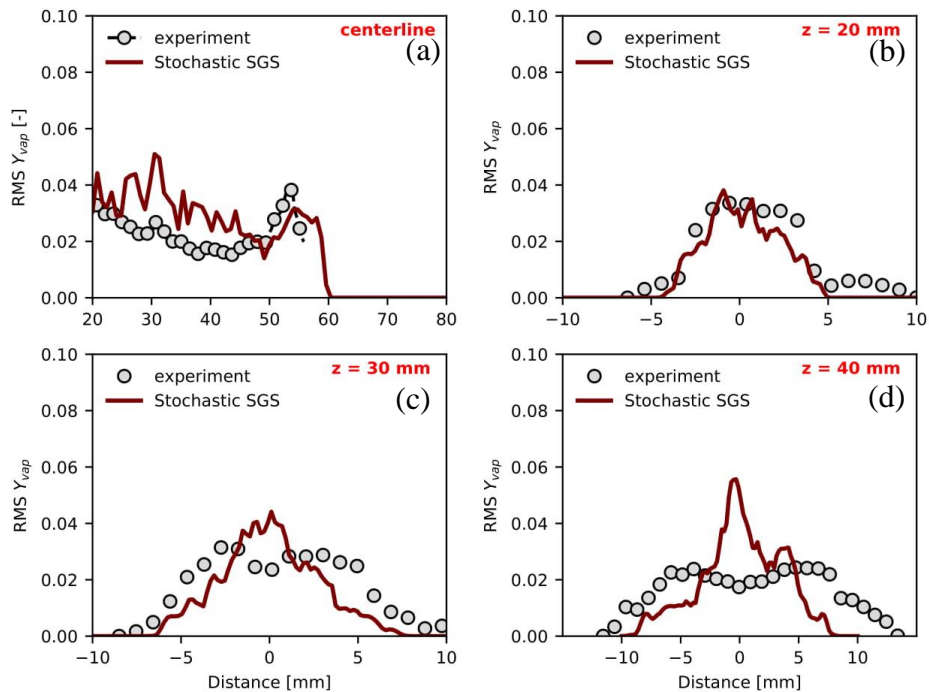 0.10
0.08
0.06
0.04
0.02
0.00
RMS Y_vap [-]
experiment
Stochastic SGS
centerline
(a)
20 30 40 50 60 70 80
0.10
0.08
0.06
0.04
0.02
0.00
RMS Y_vap
experiment
Stochastic SGS
z = 20 mm
(b)
−10 −5 0 5 10
0.10
0.08
0.06
0.04
0.02
0.00
RMS Y_vap
experiment
Stochastic SGS
z = 30 mm
(c)
−10 −5 0 5 10
Distance [mm]
0.10
0.08
0.06
0.04
0.02
0.00
RMS Y_vap
experiment
Stochastic SGS
z = 40 mm
(d)
−10 −5 0 5 10
Distance [mm]